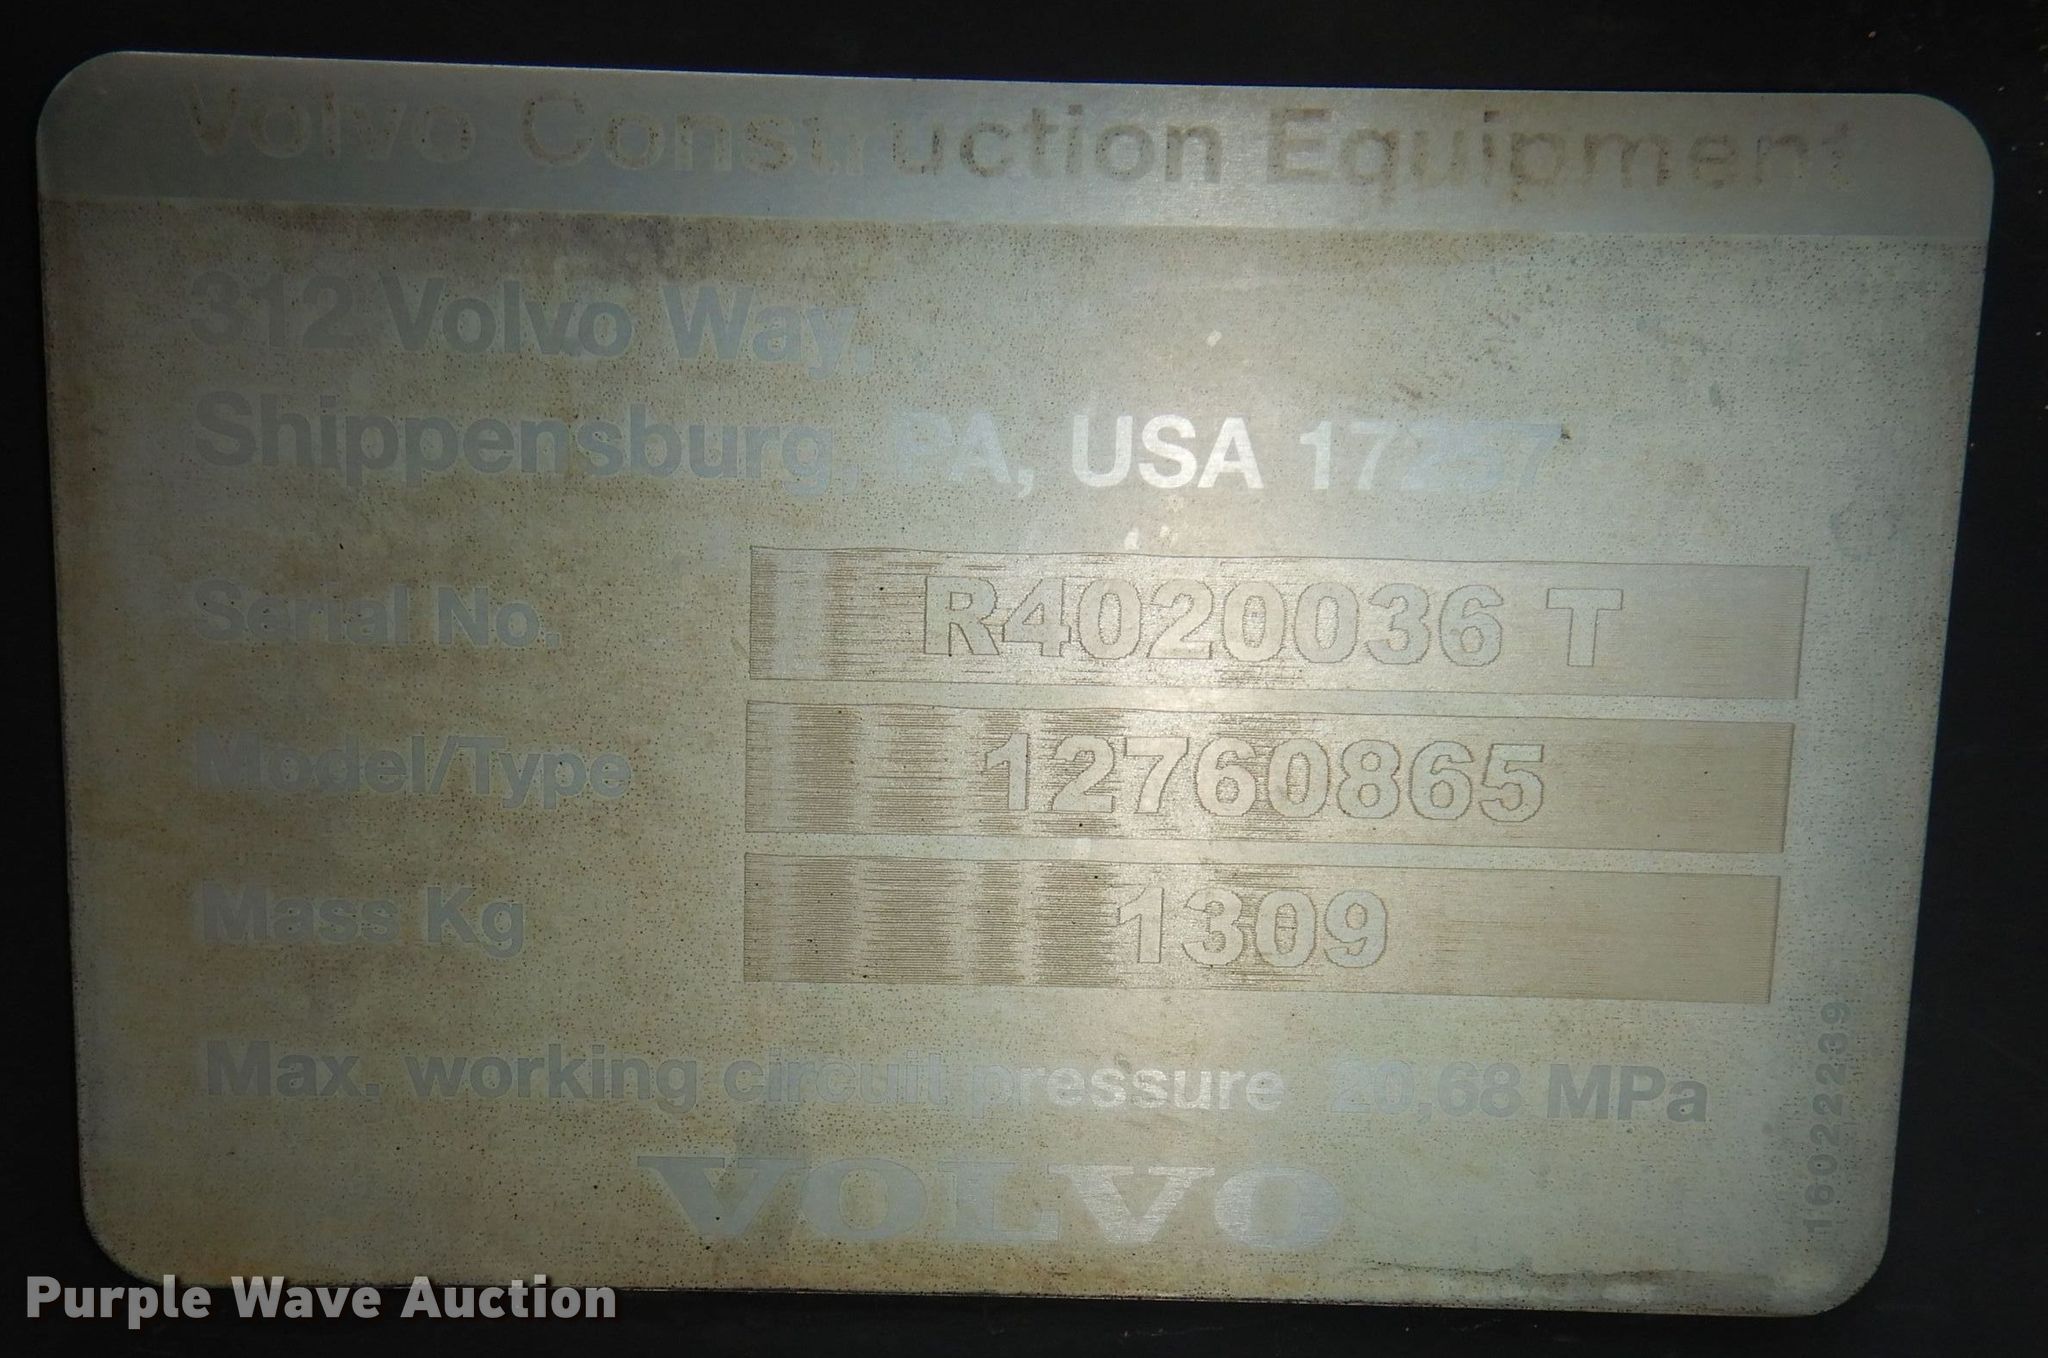 Volvo Construction Equipment
312 Volvo Way,
Shippensburg, PA, USA 17257
Serial No. R4020036 T
Model/Type 12760865
Mass Kg 1309
Max. working circuit pressure 20,68 MPa
VOLVO
16022239
Purple Wave Auction